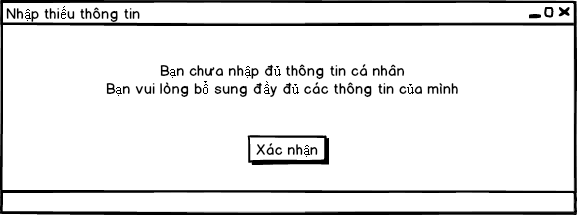 Nhập thiếu thông tin
Bạn chưa nhập đủ thông tin cá nhân
Bạn vui lòng bổ sung đầy đủ các thông tin của mình
Xác nhận